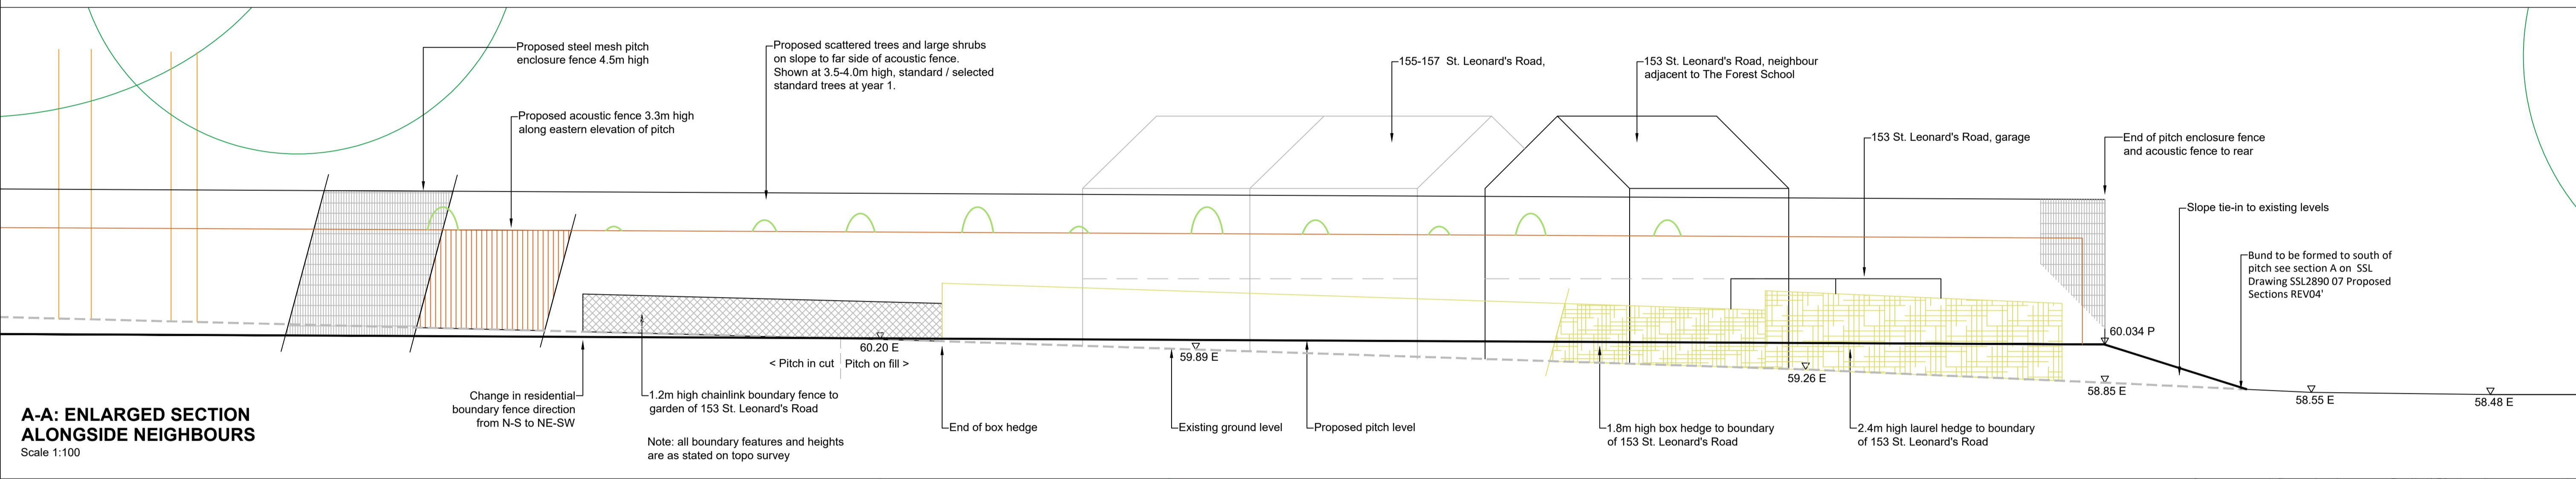 Proposed steel mesh pitch
enclosure fence 4.5m high
Proposed acoustic fence 3.3m high
along eastern elevation of pitch
Proposed scattered trees and large shrubs
on slope to far side of acoustic fence.
Shown at 3.5-4.0m high, standard / selected
standard trees at year 1.
155-157 St. Leonard's Road,
153 St. Leonard's Road, neighbour
adjacent to The Forest School
153 St. Leonard's Road, garage
End of pitch enclosure fence
and acoustic fence to rear
Slope tie-in to existing levels
Bund to be formed to south of
pitch see section A on SSL
Drawing SSL2890 07 Proposed
Sections REV04'
60.034 P
60.20 E
< Pitch in cut
Pitch on fill >
59.89 E
59.26 E
58.85 E
58.55 E
58.48 E
Change in residential
boundary fence direction
from N-S to NE-SW
1.2m high chainlink boundary fence to
garden of 153 St. Leonard's Road
Note: all boundary features and heights
are as stated on topo survey
End of box hedge
Existing ground level
Proposed pitch level
1.8m high box hedge to boundary
of 153 St. Leonard's Road
2.4m high laurel hedge to boundary
of 153 St. Leonard's Road
A-A: ENLARGED SECTION
ALONGSIDE NEIGHBOURS
Scale 1:100